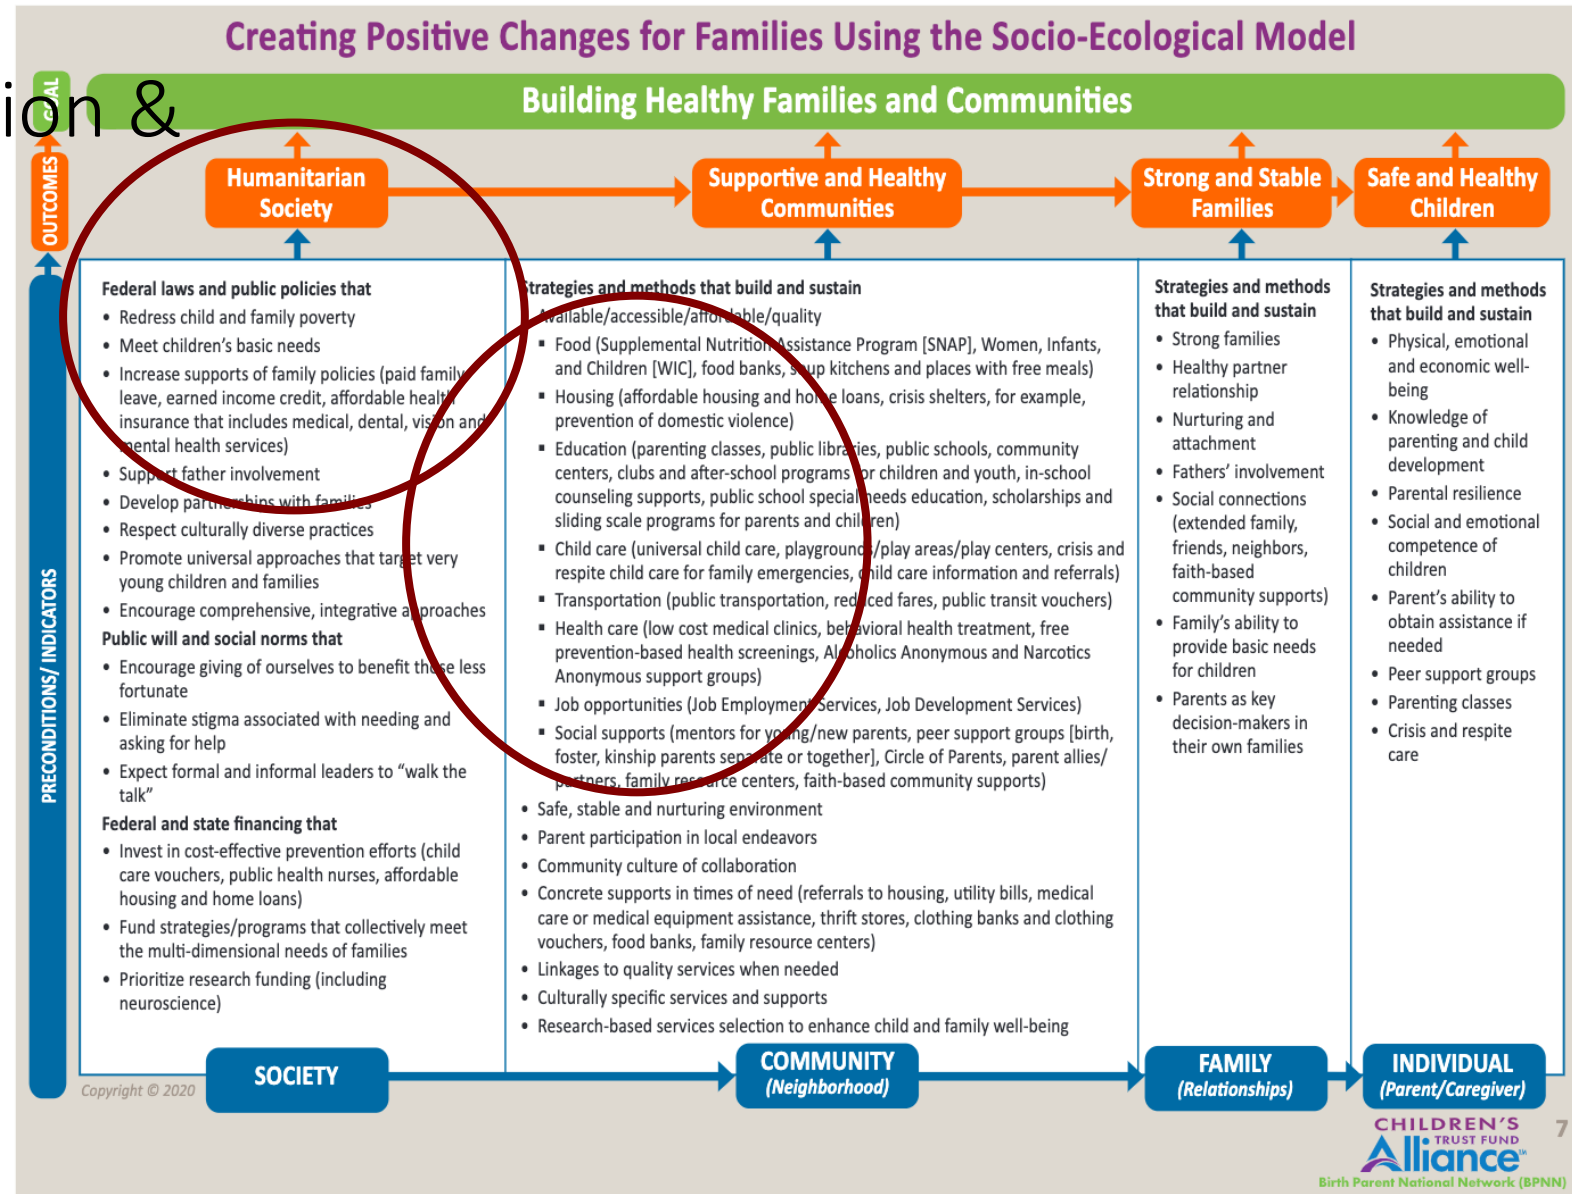 Creating Positive Changes for Families Using the Socio-Ecological Model
ion &
GOAL
Building Healthy Families and Communities
OUTCOMES
Humanitarian
Society
Supportive and Healthy
Communities
Strong and Stable
Families
Safe and Healthy
Children
PRECONDITIONS/ INDICATORS
Federal laws and public policies that
• Redress child and family poverty
• Meet children's basic needs
• Increase supports of family policies (paid family
leave, earned income credit, affordable health
insurance that includes medical, dental, vision and
mental health services)
• Support father involvement
• Develop partnerships with families
• Respect culturally diverse practices
• Promote universal approaches that target very
young children and families
• Encourage comprehensive, integrative approaches
Public will and social norms that
• Encourage giving of ourselves to benefit those less
fortunate
• Eliminate stigma associated with needing and
asking for help
• Expect formal and informal leaders to “walk the
talk”
Federal and state financing that
• Invest in cost-effective prevention efforts (child
care vouchers, public health nurses, affordable
housing and home loans)
• Fund strategies/programs that collectively meet
the multi-dimensional needs of families
• Prioritize research funding (including
neuroscience)
Strategies and methods that build and sustain
Available/accessible/affordable/quality
▪ Food (Supplemental Nutrition Assistance Program [SNAP], Women, Infants,
and Children [WIC], food banks, soup kitchens and places with free meals)
▪ Housing (affordable housing and home loans, crisis shelters, for example,
prevention of domestic violence)
▪ Education (parenting classes, public libraries, public schools, community
centers, clubs and after-school programs for children and youth, in-school
counseling supports, public school special needs education, scholarships and
sliding scale programs for parents and children)
▪ Child care (universal child care, playgrounds/play areas/play centers, crisis and
respite child care for family emergencies, child care information and referrals)
▪ Transportation (public transportation, reduced fares, public transit vouchers)
▪ Health care (low cost medical clinics, behavioral health treatment, free
prevention-based health screenings, Alcoholics Anonymous and Narcotics
Anonymous support groups)
▪ Job opportunities (Job Employment Services, Job Development Services)
▪ Social supports (mentors for young/new parents, peer support groups [birth,
foster, kinship parents separate or together], Circle of Parents, parent allies/
partners, family resource centers, faith-based community supports)
• Safe, stable and nurturing environment
• Parent participation in local endeavors
• Community culture of collaboration
• Concrete supports in times of need (referrals to housing, utility bills, medical
care or medical equipment assistance, thrift stores, clothing banks and clothing
vouchers, food banks, family resource centers)
• Linkages to quality services when needed
• Culturally specific services and supports
• Research-based services selection to enhance child and family well-being
Strategies and methods
that build and sustain
• Strong families
• Healthy partner
relationship
• Nurturing and
attachment
• Fathers' involvement
• Social connections
(extended family,
friends, neighbors,
faith-based
community supports)
• Family's ability to
provide basic needs
for children
• Parents as key
decision-makers in
their own families
Strategies and methods
that build and sustain
• Physical, emotional
and economic well-
being
• Knowledge of
parenting and child
development
• Parental resilience
• Social and emotional
competence of
children
• Parent's ability to
obtain assistance if
needed
• Peer support groups
• Parenting classes
• Crisis and respite
care
SOCIETY
COMMUNITY
(Neighborhood)
FAMILY
(Relationships)
INDIVIDUAL
(Parent/Caregiver)
Copyright © 2020
CHILDREN'S
TRUST FUND
Alliance
Birth Parent National Network (BPNN)
7